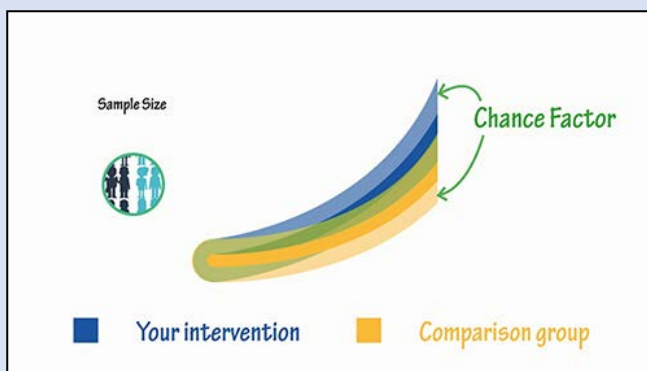 Sample Size
Chance Factor
Your intervention
Comparison group